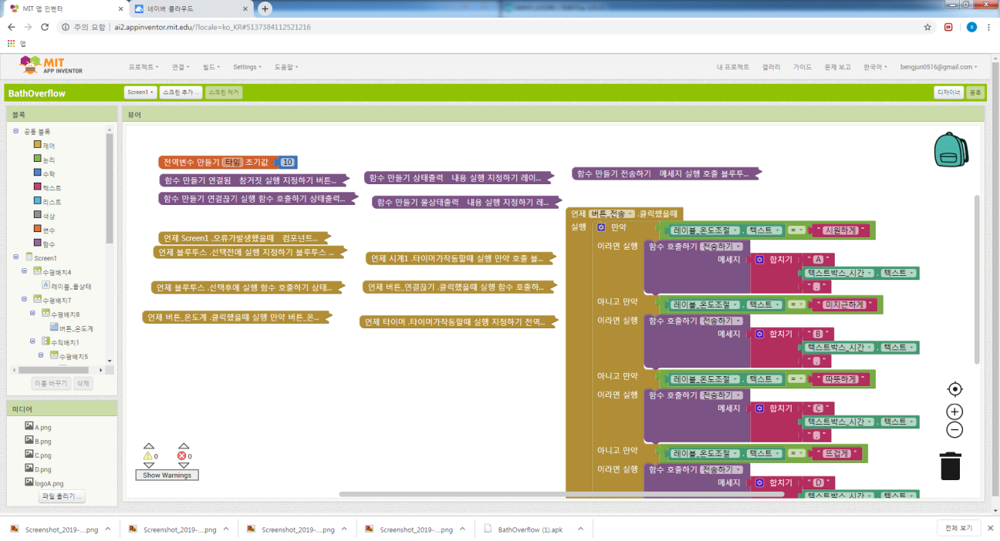 MIT 앱 인벤터
네이버 클라우드
주의 요함
ai2.appinventor.mit.edu/?locale=ko_KR#5137384112521216
앱
MIT
APP INVENTOR
프로젝트
연결
빌드
Settings
도움말
내 프로젝트
갤러리
가이드
문제 보고
한국어
bengjun0516@gmail.com
BathOverflow
Screen1
스크린 추가 ...
스크린 제거
디자이너
블록
블록
공통 블록
제어
논리
수학
텍스트
리스트
색상
변수
함수
Screen1
수평배치4
레이블_물상태
수평배치7
수평배치8
버튼_온도계
수직배치1
수평배치5
이름 바꾸기
삭제
미디어
A.png
B.png
C.png
D.png
logoA.png
파일 올리기 ...
뷰어
전역변수 만들기 타임 초기값 10
함수 만들기 연결됨 참거짓 실행 지정하기 버튼...
함수 만들기 연결끊기 실행 함수 호출하기 상태출력...
함수 만들기 상태출력 내용 실행 지정하기 레이...
함수 만들기 물상태출력 내용 실행 지정하기 레...
함수 만들기 전송하기 메세지 실행 호출 블루투...
언제 Screen1 .오류가발생했을때 컴포넌트...
언제 블루투스 .선택전에 실행 지정하기 블루투스 ...
언제 시계1 .타이머가작동할때 실행 만약 호출 블...
언제 블루투스 .선택후에 실행 함수 호출하기 상태...
언제 버튼_연결끊기 .클릭했을때 실행 함수 호출하...
언제 버튼_온도계 .클릭했을때 실행 만약 버튼_온...
언제 타이머 .타이머가작동할때 실행 지정하기 전역...
언제 버튼_전송 .클릭했을때
실행 만약 레이블_온도조절 . 텍스트 = " 시원하게 "
이라면 실행 함수 호출하기 전송하기
메세지 합치기 " A "
텍스트박스_시간 . 텍스트
" . "
아니고 만약 레이블_온도조절 . 텍스트 = " 미지근하게 "
이라면 실행 함수 호출하기 전송하기
메세지 합치기 " B "
텍스트박스_시간 . 텍스트
" . "
아니고 만약 레이블_온도조절 . 텍스트 = " 따뜻하게 "
이라면 실행 함수 호출하기 전송하기
메세지 합치기 " C "
텍스트박스_시간 . 텍스트
" . "
아니고 만약 레이블_온도조절 . 텍스트 = " 뜨겁게 "
이라면 실행 함수 호출하기 전송하기
메세지 합치기 " D "
텍스트박스_시간 . 텍스트
0
0
Show Warnings
Screenshot_2019-....png
Screenshot_2019-....png
Screenshot_2019-....png
Screenshot_2019-....png
BathOverflow (1).apk
전체 보기